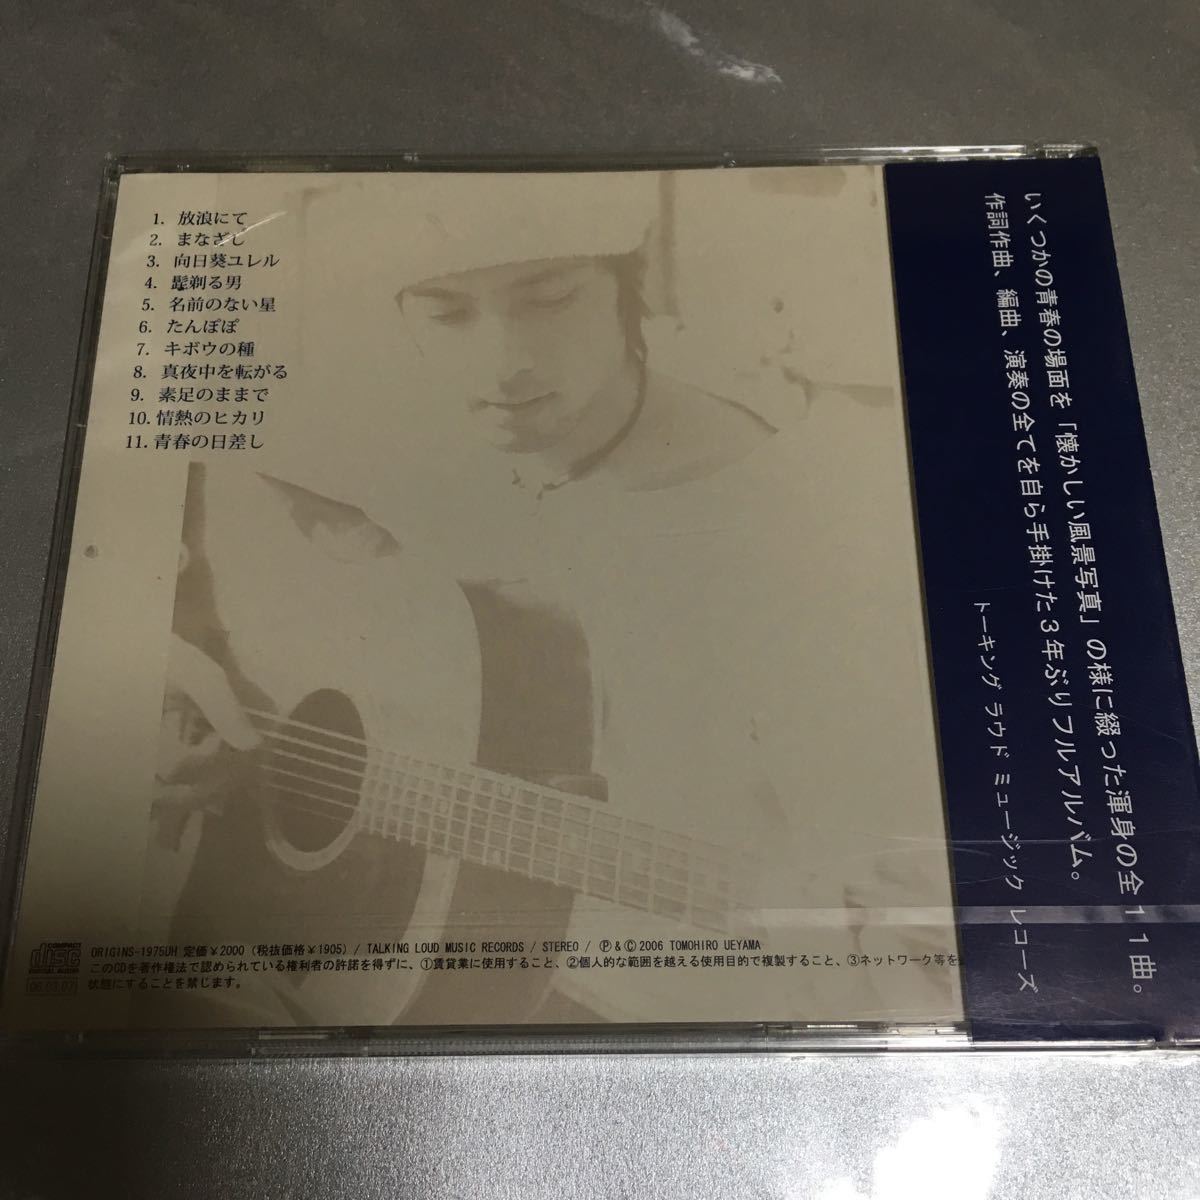 1. 放浪にて
2. まなざし
3. 向日葵ユレル
4. 髭剃る男
5. 名前のない星
6. たんぽぽ
7. キボウの種
8. 真夜中を転がる
9. 素足のままで
10. 情熱のヒカリ
11. 青春の日差し
いくつかの青春の場面を「懐かしい風景写真」の様に綴った渾身の全11曲。
作詞作曲、編曲、演奏の全てを自ら手掛けた3年ぶりフルアルバム。
トーキング ラウド ミュージック レコーズ
COMPACT
disc
DIGITAL AUDIO
ORIGINS-1975UH 定価￥2000（税抜価格￥1905）/ TALKING LOUD MUSIC RECORDS / STEREO / Ⓟ & Ⓒ 2006 TOMOHIRO UEYAMA
このCDを著作権法で認められている権利者の許諾を得ずに、①賃貸業に使用すること、②個人的な範囲を越える使用目的で複製すること、③ネットワーク等を
状態にすることを禁じます。